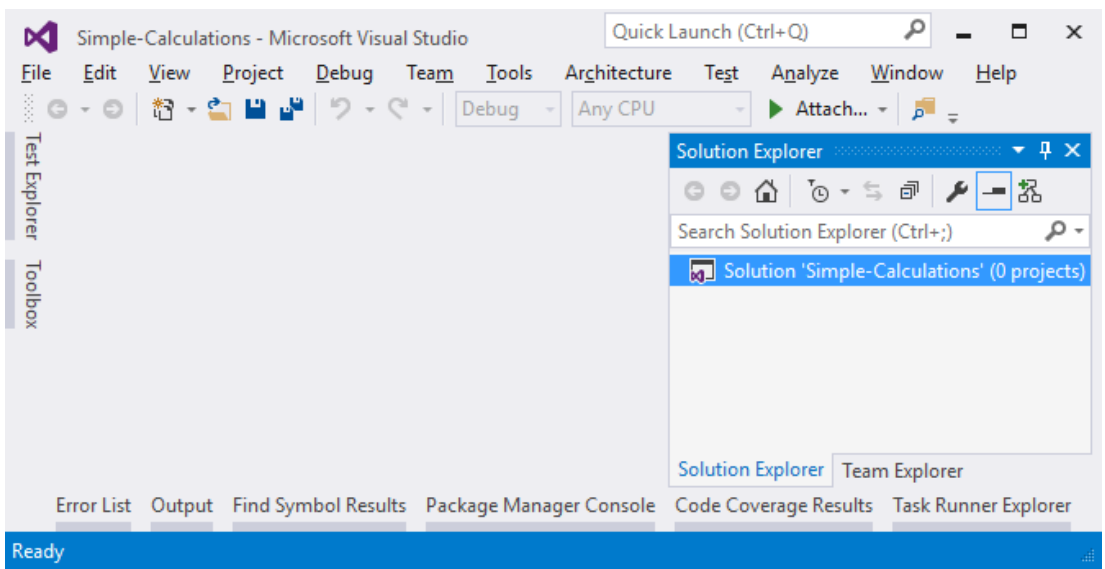 Simple-Calculations - Microsoft Visual Studio Quick Launch (Ctrl+Q)
File Edit View Project Debug Team Tools Architecture Test Analyze Window Help
Debug Any CPU Attach...
Test Explorer
Toolbox
Solution Explorer
Search Solution Explorer (Ctrl+;)
Solution 'Simple-Calculations' (0 projects)
Solution Explorer Team Explorer
Error List Output Find Symbol Results Package Manager Console Code Coverage Results Task Runner Explorer
Ready